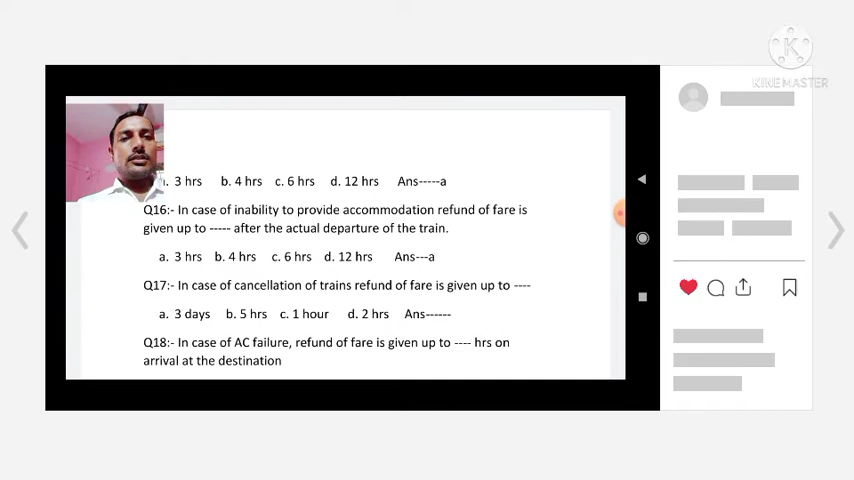 KINEMASTER
. 3 hrs b. 4 hrs c. 6 hrs d. 12 hrs Ans-----a
Q16:- In case of inability to provide accommodation refund of fare is
given up to ----- after the actual departure of the train.
a. 3 hrs b. 4 hrs c. 6 hrs d. 12 hrs Ans---a
Q17:- In case of cancellation of trains refund of fare is given up to ----
a. 3 days b. 5 hrs c. 1 hour d. 2 hrs Ans------
Q18:- In case of AC failure, refund of fare is given up to ---- hrs on
arrival at the destination